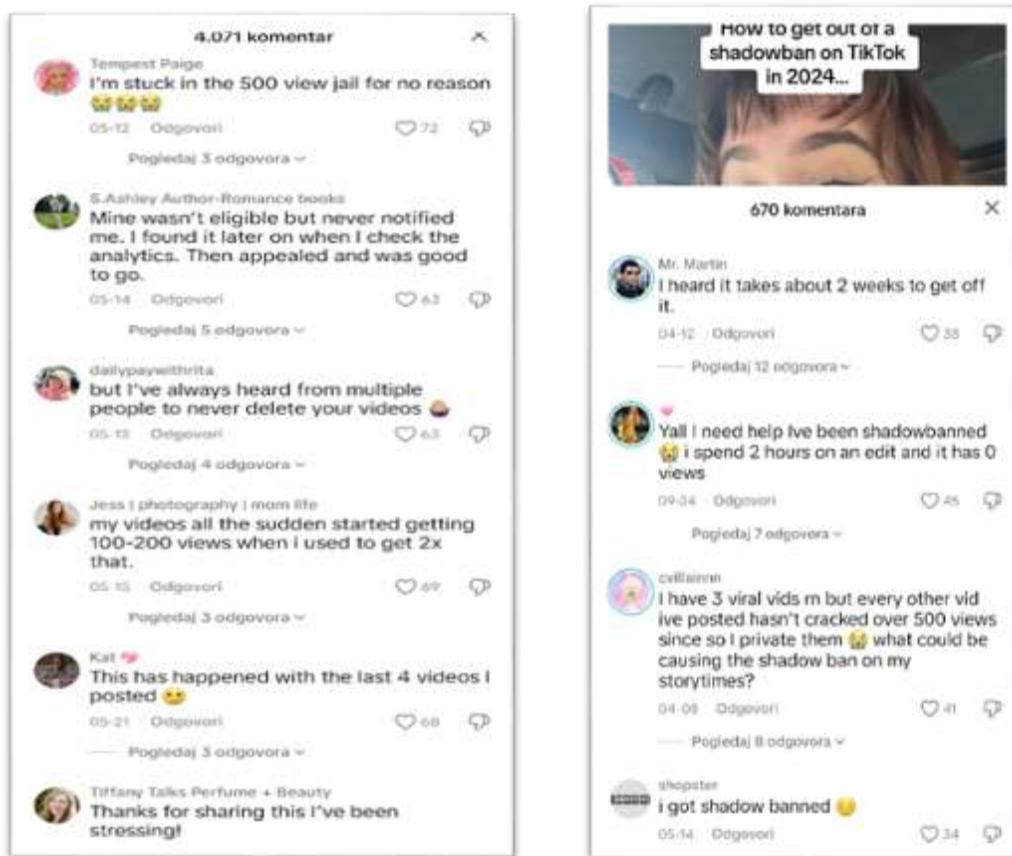 4.071 komentar
Tempest Paige
I'm stuck in the 500 view jail for no reason
😭😭😭
05-12 Odgovori 72
Pogledaj 3 odgovora
S.Ashley Author-Romance books
Mine wasn't eligible but never notified
me. I found it later on when I check the
analytics. Then appealed and was good
to go.
05-14 Odgovori 63
Pogledaj 5 odgovora
dailypaywithrita
but I've always heard from multiple
people to never delete your videos
05-13 Odgovori 63
Pogledaj 4 odgovora
Jess | photography | mom life
my videos all the sudden started getting
100-200 views when i used to get 2x
that.
05-15 Odgovori 69
Pogledaj 3 odgovora
Kat
This has happened with the last 4 videos I
posted
05-21 Odgovori 68
Pogledaj 3 odgovora
Tiffany Talks Perfume + Beauty
Thanks for sharing this I've been
stressing!
How to get out of a
shadowban on TikTok
in 2024...
670 komentara
Mr. Martin
I heard it takes about 2 weeks to get off
it.
04-12 Odgovori 38
Pogledaj 12 odgovora
Yall I need help Ive been shadowbanned
😭 i spend 2 hours on an edit and it has 0
views
Odgovori 45
Pogledaj 7 odgovora
cvillainnn
I have 3 viral vids rn but every other vid
ive posted hasn't cracked over 500 views
since so I private them 😭 what could be
causing the shadow ban on my
storytimes?
04-08 Odgovori 41
Pogledaj 8 odgovora
shopster
i got shadow banned 😔
05-14 Odgovori 34